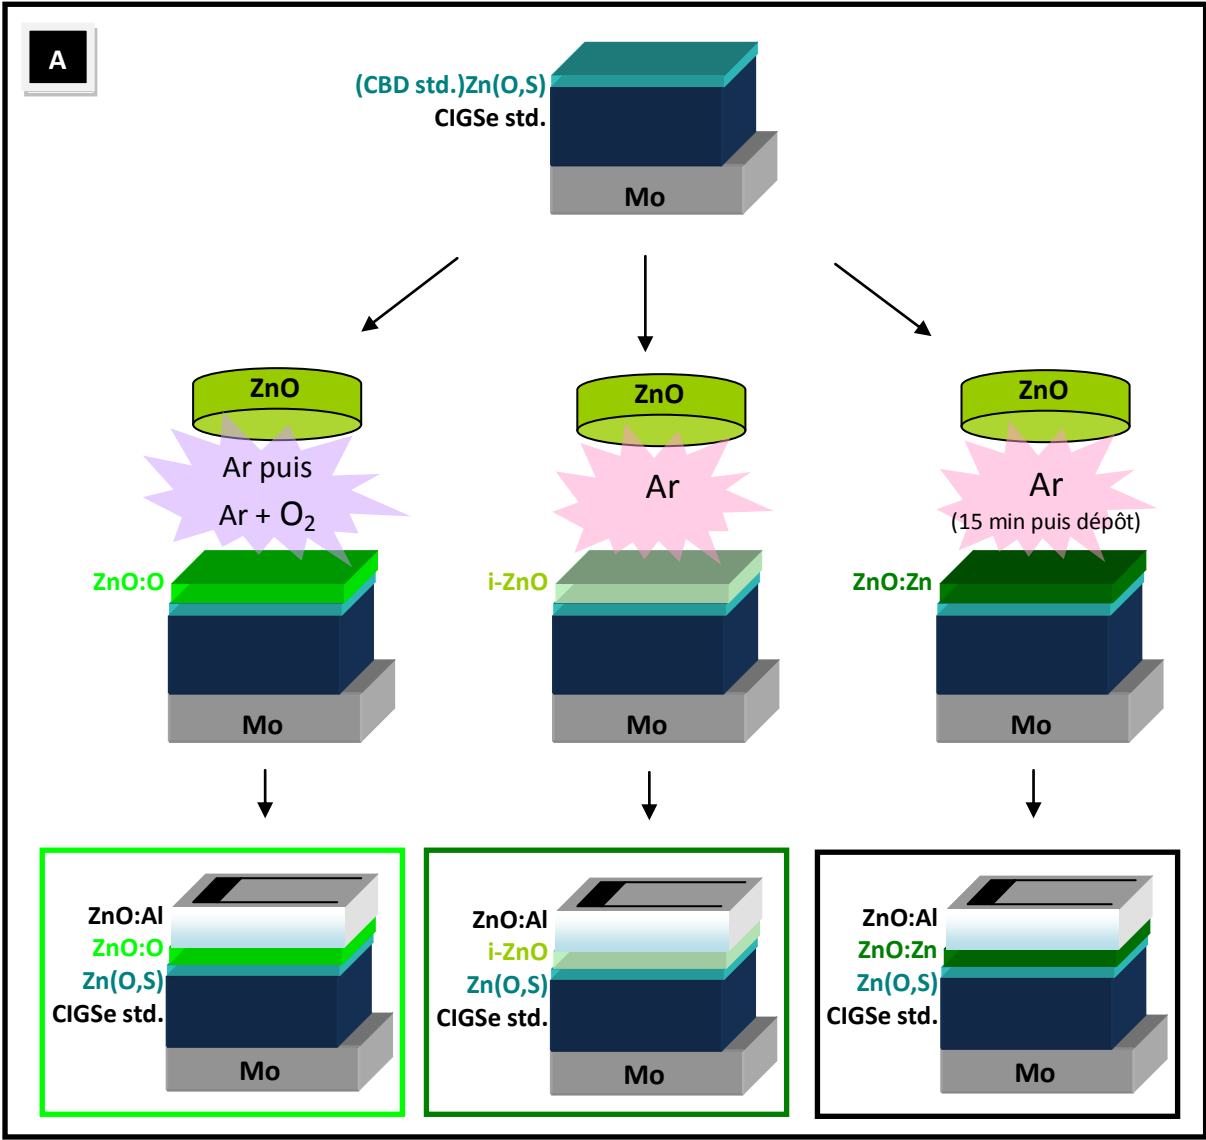 A
(CBD std.)Zn(O,S)
CIGSe std.
Mo
ZnO
Ar puis
Ar + O₂
ZnO:O
Mo
ZnO
Ar
i-ZnO
Mo
ZnO
Ar
(15 min puis dépôt)
ZnO:Zn
Mo
ZnO:Al
ZnO:O
Zn(O,S)
CIGSe std.
Mo
ZnO:Al
i-ZnO
Zn(O,S)
CIGSe std.
Mo
ZnO:Al
ZnO:Zn
Zn(O,S)
CIGSe std.
Mo